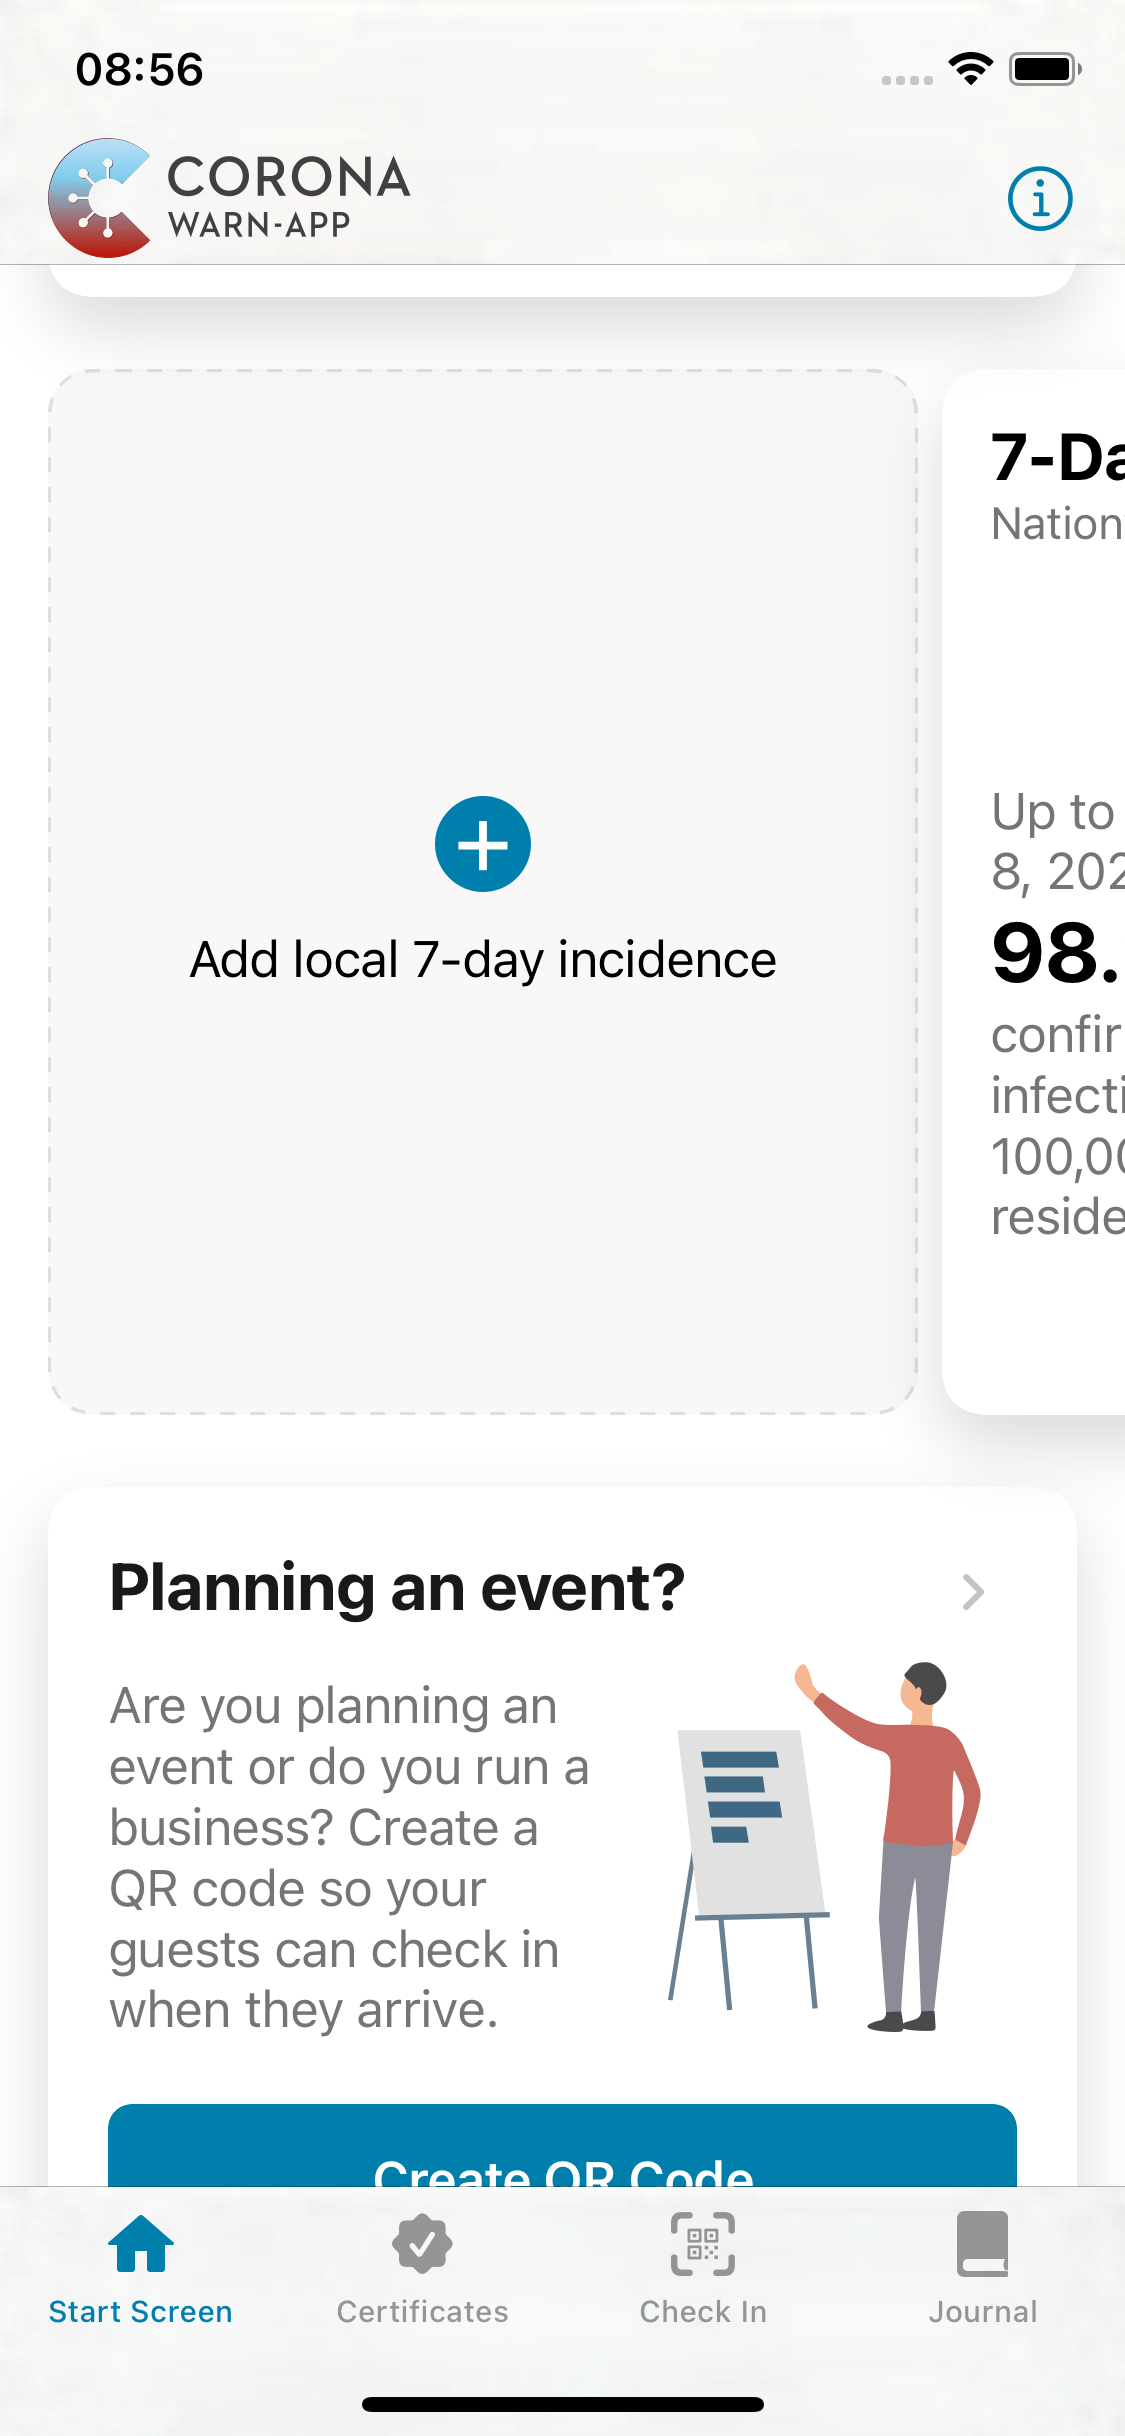 08:56
CORONA
WARN-APP
Add local 7-day incidence
7-Da
Nation
Up to
8, 202
98.
confir
infecti
100,00
reside
Planning an event?
Are you planning an
event or do you run a
business? Create a
QR code so your
guests can check in
when they arrive.
Create QR Code
Start Screen
Certificates
Check In
Journal